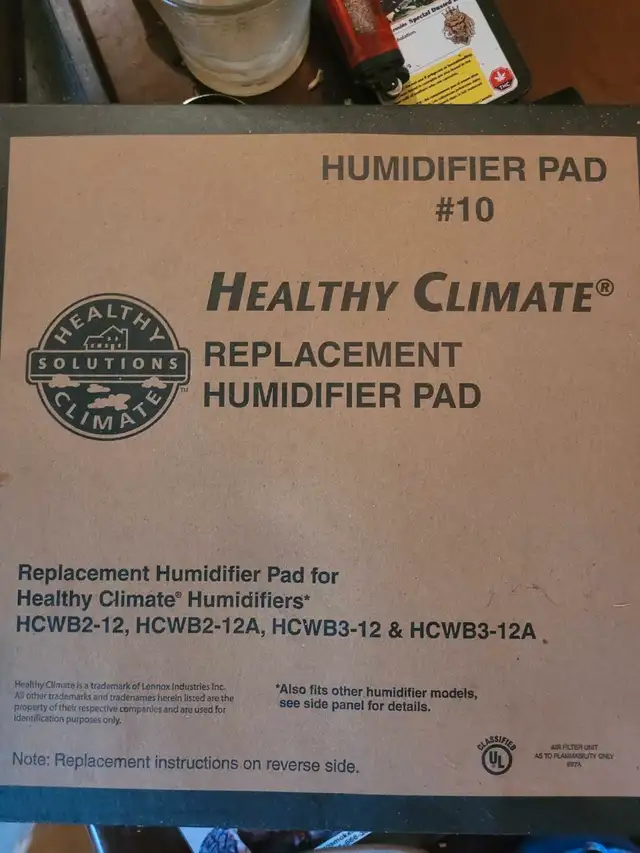 Special
HUMIDIFIER PAD
#10
HEALTHY CLIMATE®
HEALTHY
SOLUTIONS
CLIMATE
TM
REPLACEMENT
HUMIDIFIER PAD
Replacement Humidifier Pad for
Healthy Climate® Humidifiers*
HCWB2-12, HCWB2-12A, HCWB3-12 & HCWB3-12A
Healthy Climate is a trademark of Lennox Industries Inc.
All other trademarks and tradenames herein listed are the
property of their respective companies and are used for
identification purposes only.
*Also fits other humidifier models,
see side panel for details.
Note: Replacement instructions on reverse side.
CLASSIFIED
UL
AIR FILTER UNIT
AS TO FLAMMABILITY ONLY